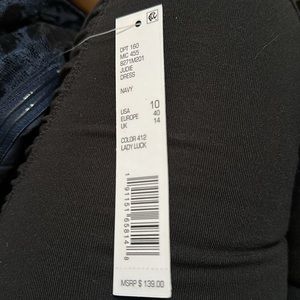 DPT 160
MIC 455
B271M201
JUDIE
DRESS
NAVY
USA 10
EUROPE 40
UK 14
COLOR 412
LADY LUCK
MSRP $ 139.00